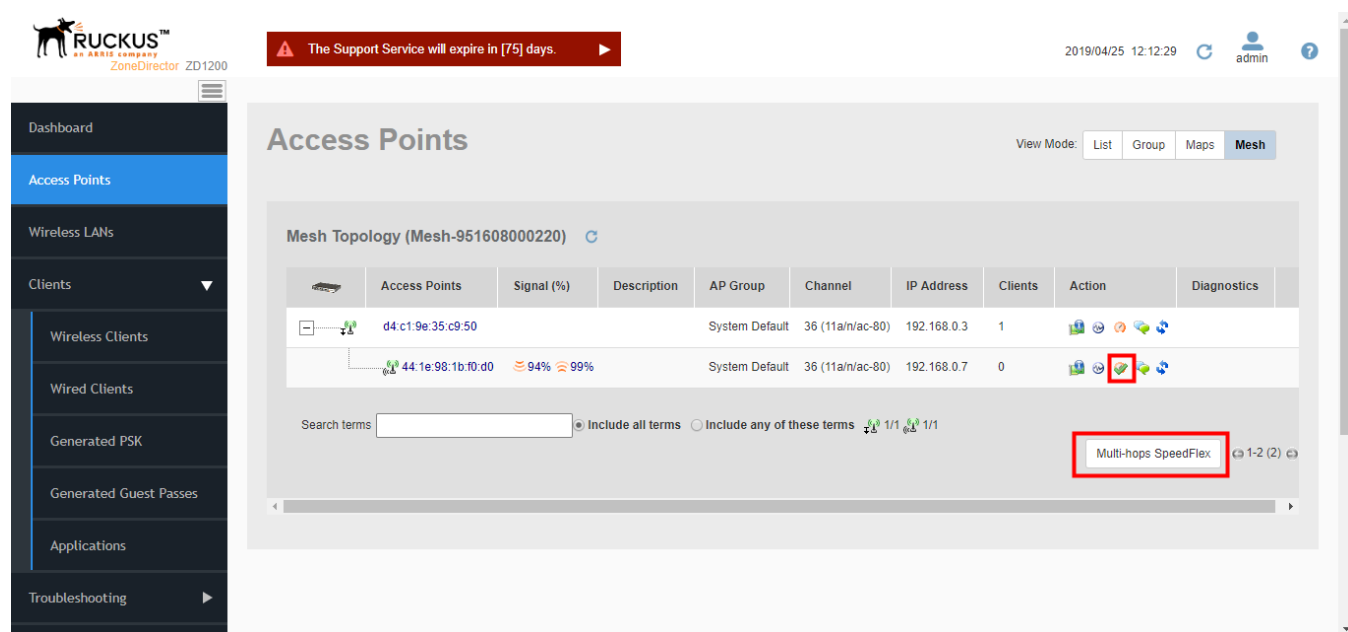 RUCKUS™
an ARRIS company
ZoneDirector ZD1200
The Support Service will expire in [75] days.
2019/04/25 12:12:29
admin
?
Dashboard
Access Points
Wireless LANs
Clients
Wireless Clients
Wired Clients
Generated PSK
Generated Guest Passes
Applications
Troubleshooting
Access Points
View Mode: List Group Maps Mesh
Mesh Topology (Mesh-951608000220)
Access Points Signal (%) Description AP Group Channel IP Address Clients Action Diagnostics
d4:c1:9e:35:c9:50 System Default 36 (11a/n/ac-80) 192.168.0.3 1
44:1e:98:1b:f0:d0 94% 99% System Default 36 (11a/n/ac-80) 192.168.0.7 0
Search terms Include all terms Include any of these terms 1/1 1/1
Multi-hops SpeedFlex 1-2 (2)